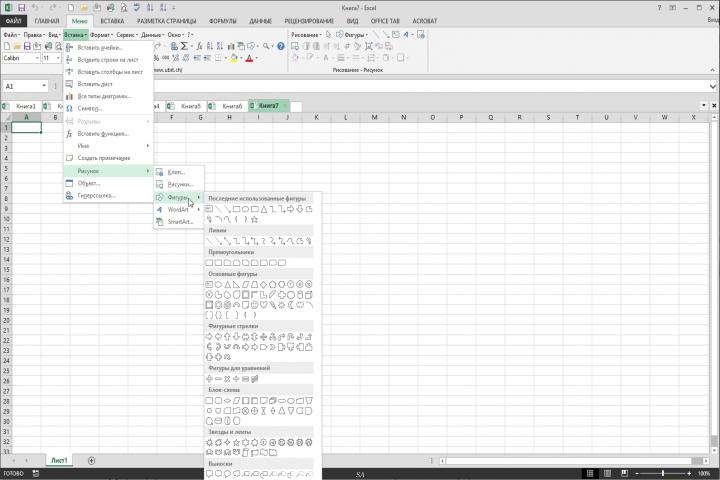 Книга7 - Excel
ФАЙЛ ГЛАВНАЯ Меню ВСТАВКА РАЗМЕТКА СТРАНИЦЫ ФОРМУЛЫ ДАННЫЕ РЕЦЕНЗИРОВАНИЕ ВИД OFFICE TAB ACROBAT Вход
Файл Правка Вид Вставка Формат Сервис Данные Окно ? Рисование Фигуры
Calibri 11
www.ubit.ch) Рисование - Рисунок
A1
Книга1 Книга5 Книга6 Книга7
A B F G H I J K L M N O P Q R S T U V W X
Вставить ячейки...
Вставить строки на лист
Вставить столбцы на лист
Вставить лист
Все типы диаграмм...
Символ...
Разрывы
Вставить функцию...
Имя
Создать примечание
Рисунок
Объект...
Гиперссылка...
Клип...
Рисунки...
Фигуры
WordArt
SmartArt...
Последние использованные фигуры
Линии
Прямоугольники
Основные фигуры
Фигурные стрелки
Фигуры для уравнений
Блок-схема
Звезды и ленты
Выноски
1
2
3
4
5
6
7
8
9
10
11
12
13
14
15
16
17
18
19
20
21
22
23
24
25
26
27
28
29
30
31
32
33
Лист1
ГОТОВО SA 100%